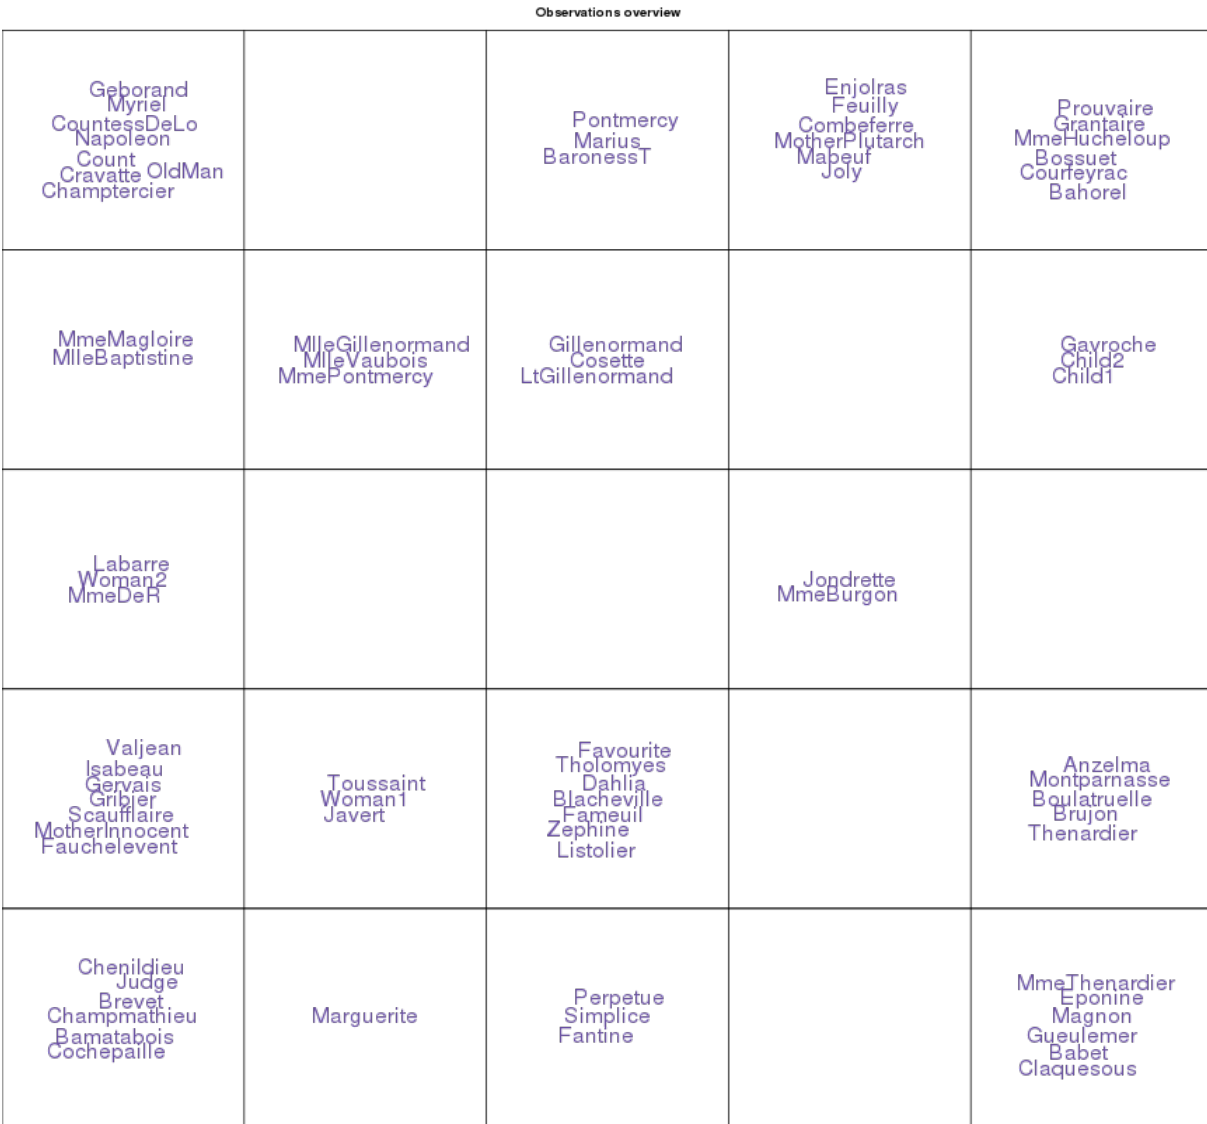 Observations overview
Geborand
Myriel
CountessDeLo
Napoleon
Count
Cravatte OldMan
Champtercier
Pontmercy
Marius
BaronessT
Enjolras
Feuilly
Combeferre
MotherPlutarch
Mabeuf
Joly
Prouvaire
Grantaire
MmeHucheloup
Bossuet
Courfeyrac
Bahorel
MmeMagloire
MlleBaptistine
MlleGillenormand
MlleVaubois
MmePontmercy
Gillenormand
Cosette
LtGillenormand
Gavroche
Child2
Child1
Labarre
Woman2
MmeDeR
Jondrette
MmeBurgon
Valjean
Isabeau
Gervais
Gribier
Scaufflaire
MotherInnocent
Fauchelevent
Toussaint
Woman1
Javert
Favourite
Tholomyes
Dahlia
Blacheville
Fameuil
Zephine
Listolier
Anzelma
Montparnasse
Boulatruelle
Brujon
Thenardier
Chenildieu
Judge
Brevet
Champmathieu
Bamatabois
Cochepaille
Marguerite
Perpetue
Simplice
Fantine
MmeThenardier
Eponine
Magnon
Gueulemer
Babet
Claquesous